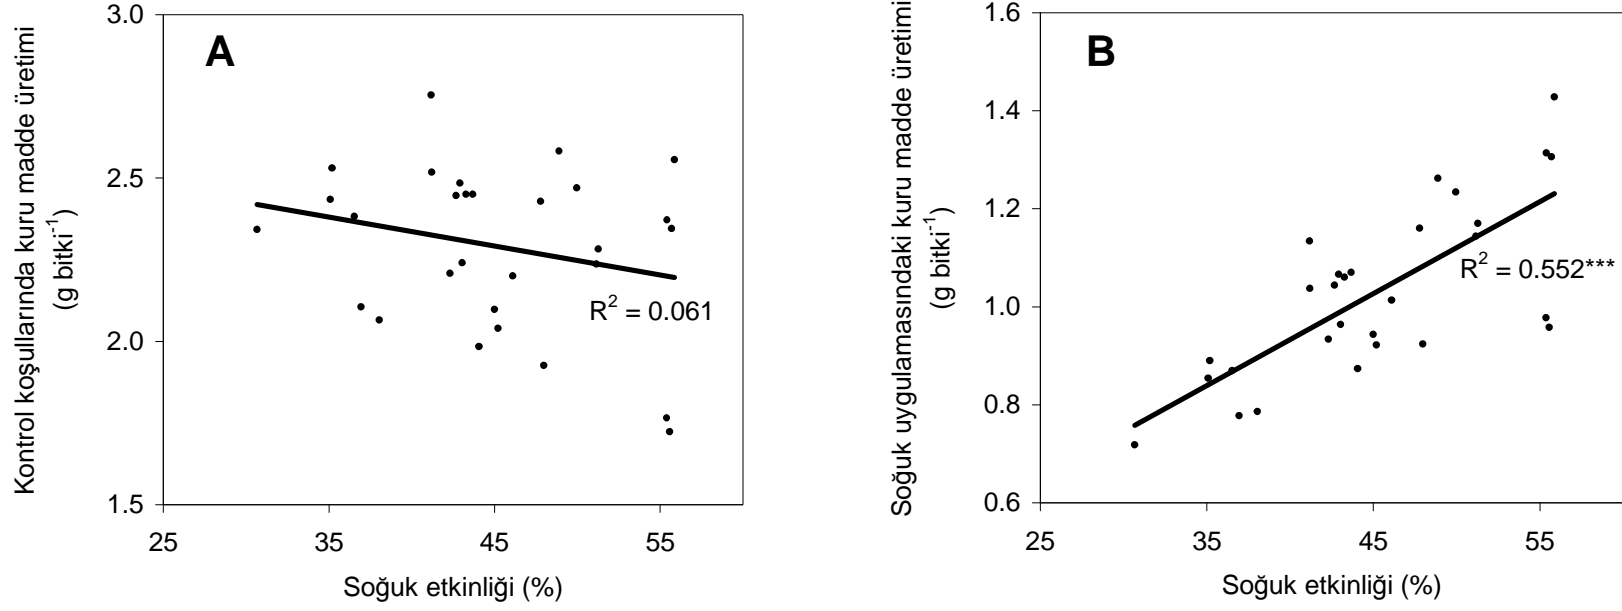 A
Kontrol koşullarında kuru madde üretimi
(g bitki⁻¹)
3.0
2.5
2.0
1.5
R² = 0.061
25 35 45 55
Soğuk etkinliği (%)
B
Soğuk uygulamasındaki kuru madde üretimi
(g bitki⁻¹)
1.6
1.4
1.2
1.0
0.8
0.6
R² = 0.552***
25 35 45 55
Soğuk etkinliği (%)